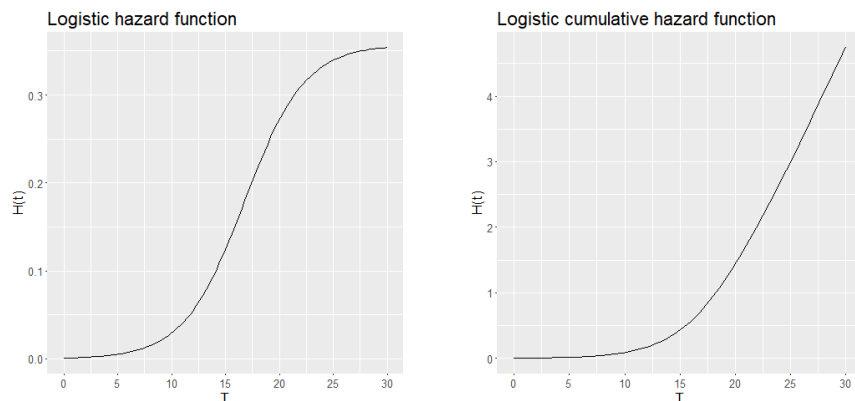 Logistic hazard function
H(t)
0.3
0.2
0.1
0.0
0 5 10 15 20 25 30
T
Logistic cumulative hazard function
H(t)
4
3
2
1
0
0 5 10 15 20 25 30
T